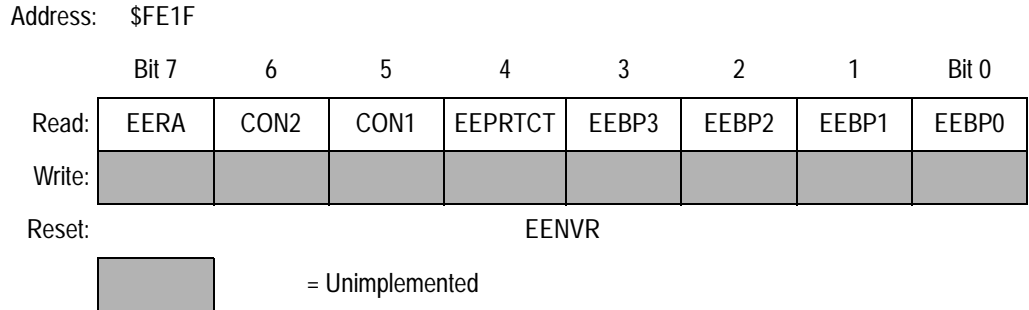 Address: $FE1F
Bit 7 6 5 4 3 2 1 Bit 0
Read: EERA CON2 CON1 EEPRTCT EEBP3 EEBP2 EEBP1 EEBP0
Write:
Reset: EENVR
= Unimplemented